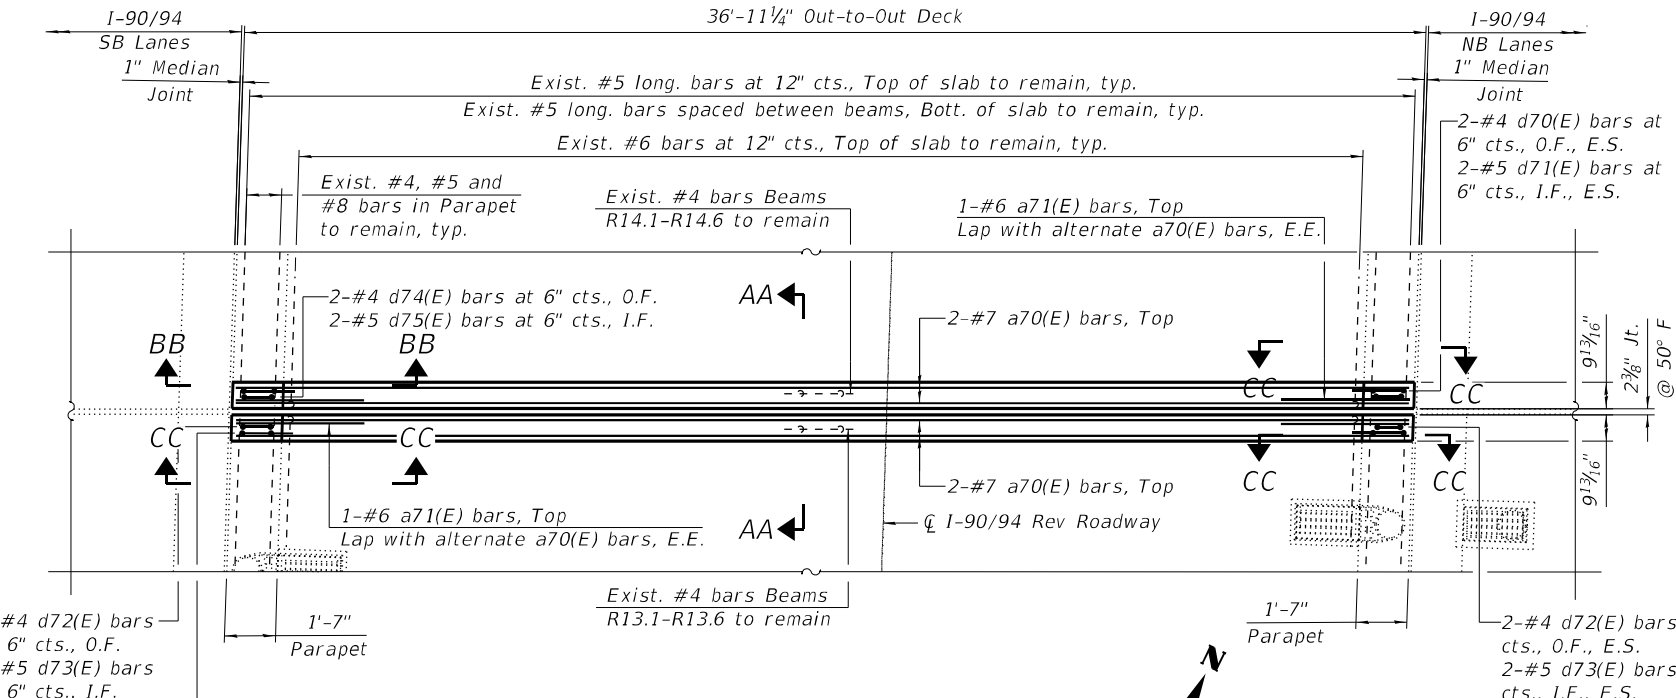 I-90/94
SB Lanes
36'-11¼" Out-to-Out Deck
I-90/94
NB Lanes
1" Median
Joint
1" Median
Joint
Exist. #5 long. bars at 12" cts., Top of slab to remain, typ.
Exist. #5 long. bars spaced between beams, Bott. of slab to remain, typ.
Exist. #6 bars at 12" cts., Top of slab to remain, typ.
2-#4 d70(E) bars at
6" cts., O.F., E.S.
2-#5 d71(E) bars at
6" cts., I.F., E.S.
Exist. #4, #5 and
#8 bars in Parapet
to remain, typ.
Exist. #4 bars Beams
R14.1-R14.6 to remain
1-#6 a71(E) bars, Top
Lap with alternate a70(E) bars, E.E.
2-#4 d74(E) bars at 6" cts., O.F.
2-#5 d75(E) bars at 6" cts., I.F.
AA
2-#7 a70(E) bars, Top
BB
BB
CC
CC
9 13/16"
2⅜" Jt.
@ 50° F
CC
CC
CC
CC
9 13/16"
2-#7 a70(E) bars, Top
1-#6 a71(E) bars, Top
Lap with alternate a70(E) bars, E.E.
AA
℄ I-90/94 Rev Roadway
Exist. #4 bars Beams
R13.1-R13.6 to remain
1'-7"
Parapet
1'-7"
Parapet
#4 d72(E) bars
6" cts., O.F.
#5 d73(E) bars
6" cts., I.F.
2-#4 d72(E) bars
cts., O.F., E.S.
2-#5 d73(E) bars
cts., I.F., E.S.
N